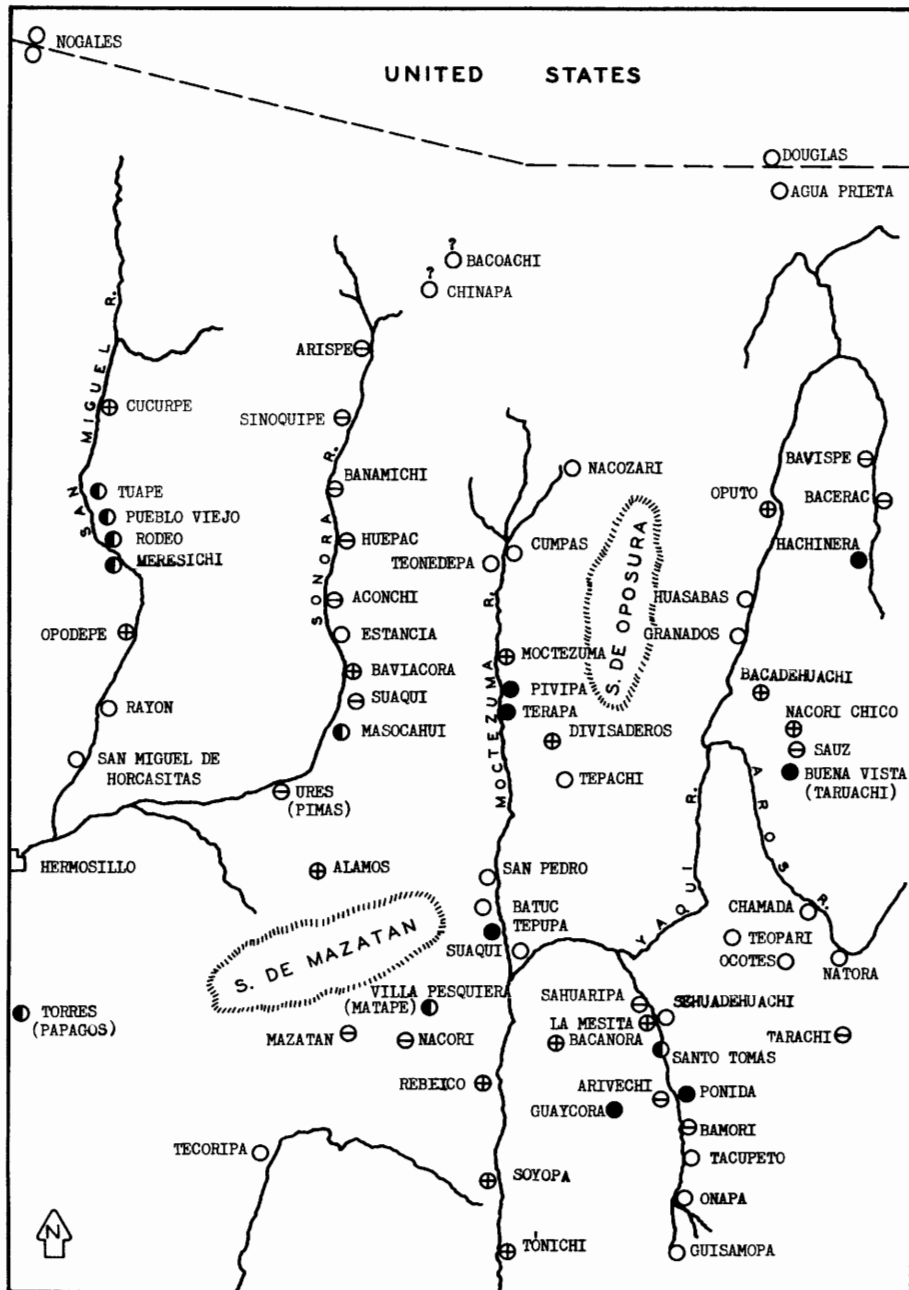 NOGALES
UNITED STATES
DOUGLAS
AGUA PRIETA
?
BACOACHI
?
CHINAPA
SAN MIGUEL R.
ARISPE
CUCURPE
SINOQUIPE
SONORA R.
BANAMICHI
NACOZARI
BAVISPE
TUAPE
OPUTO
BACERAC
PUEBLO VIEJO
RODEO
HUEPAC
CUMPAS
HACHINERA
MERESICHI
TEONEDEPA
S. DE OPOSURA
ACONCHI
HUASABAS
OPODEPE
ESTANCIA
GRANADOS
MOCTEZUMA R.
MOCTEZUMA
BAVIACORA
PIVIPA
BACADEHUACHI
SUAQUI
RAYON
TERAPA
NACORI CHICO
MASOCAHUI
DIVISADEROS
SAUZ
SAN MIGUEL DE
HORCASITAS
TEPACHI
BUENA VISTA
(TARUACHI)
URES
(PIMAS)
AROS R.
YAQUI R.
HERMOSILLO
ALAMOS
SAN PEDRO
BATUC
CHAMADA
TEPUPA
TEOPARI
SUAQUI
OCOTES
NATORA
S. DE MAZATAN
VILLA PESQUIERA
(MATAPE)
SAHUARIPA
SEHUADEHUACHI
TORRES
(PAPAGOS)
LA MESITA
MAZATAN
NACORI
BACANORA
TARACHI
SANTO TOMAS
REBEICO
ARIVECHI
PONIDA
GUAYCORA
BAMORI
TECORIPA
TACUPETO
SOYOPA
ONAPA
N
TÓNICHI
GUISAMOPA